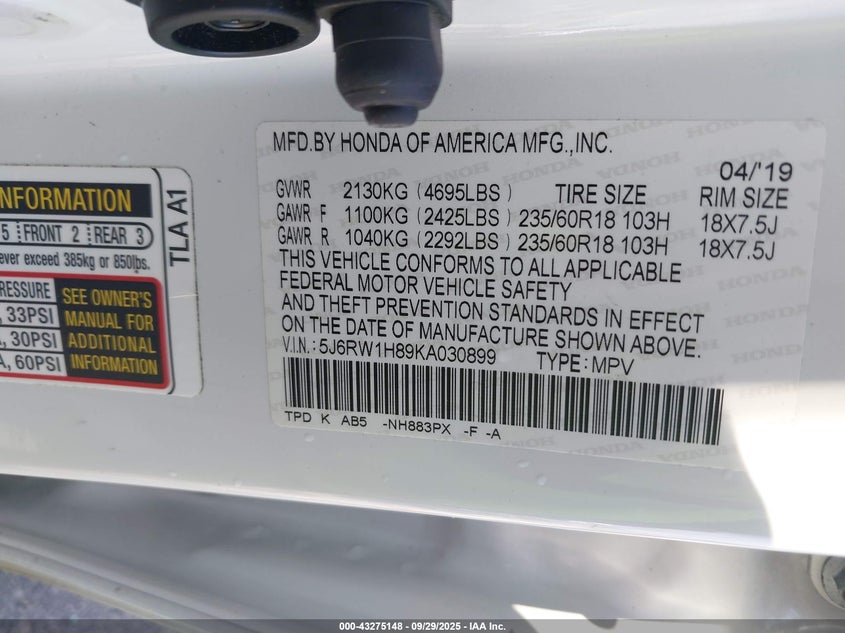 MFD.BY HONDA OF AMERICA MFG.,INC.
04/'19
GVWR 2130KG (4695LBS) TIRE SIZE RIM SIZE
GAWR F 1100KG (2425LBS) 235/60R18 103H 18X7.5J
GAWR R 1040KG (2292LBS) 235/60R18 103H 18X7.5J
THIS VEHICLE CONFORMS TO ALL APPLICABLE
FEDERAL MOTOR VEHICLE SAFETY
AND THEFT PREVENTION STANDARDS IN EFFECT
ON THE DATE OF MANUFACTURE SHOWN ABOVE.
V.I.N.: 5J6RW1H89KA030899 TYPE: MPV
TPD K AB5 -NH883PX -F -A
NFORMATION
5 FRONT 2 REAR 3
ever exceed 385kg or 850lbs.
RESSURE
, 33PSI
, 30PSI
A, 60PSI
SEE OWNER'S
MANUAL FOR
ADDITIONAL
INFORMATION
TLA A1
HONDA
000-43275148 - 09/29/2025 - IAA Inc.